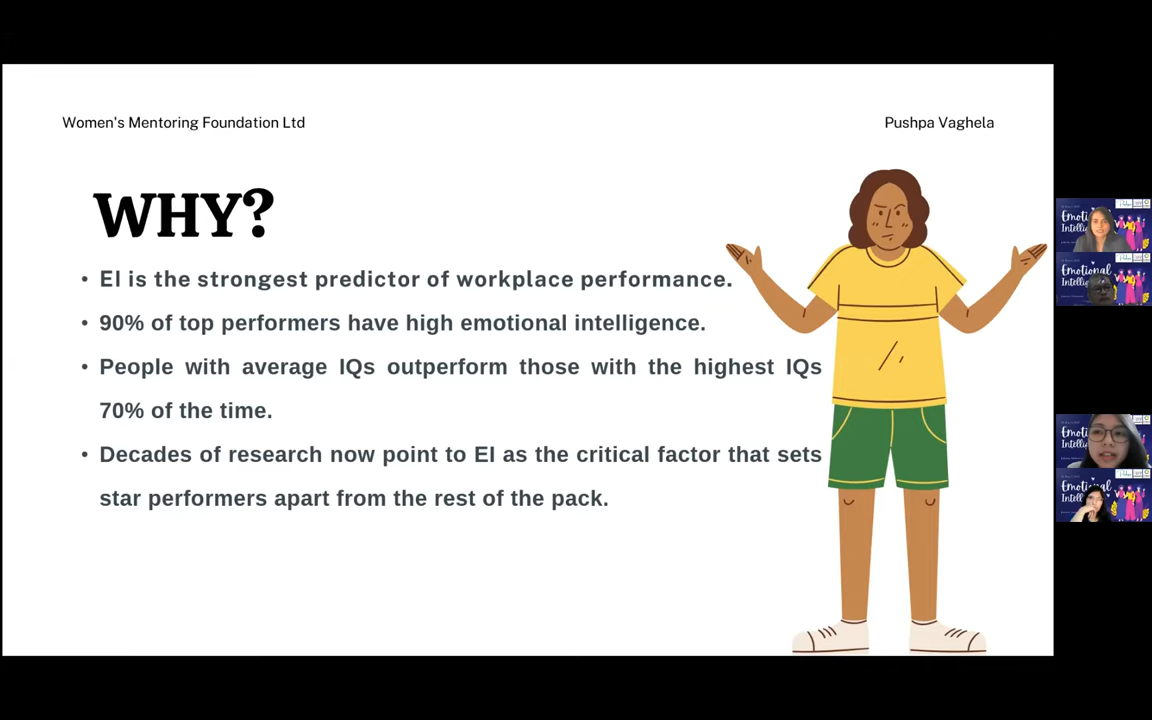 Women's Mentoring Foundation Ltd
Pushpa Vaghela
WHY?
• EI is the strongest predictor of workplace performance.
• 90% of top performers have high emotional intelligence.
• People with average IQs outperform those with the highest IQs
70% of the time.
• Decades of research now point to EI as the critical factor that sets
star performers apart from the rest of the pack.
Emotional